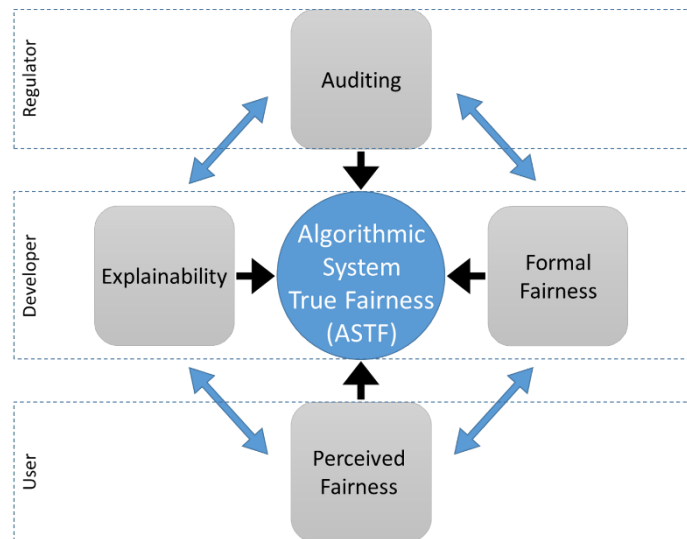 Regulator
Auditing
Developer
Explainability
Algorithmic
System
True Fairness
(ASTF)
Formal
Fairness
User
Perceived
Fairness